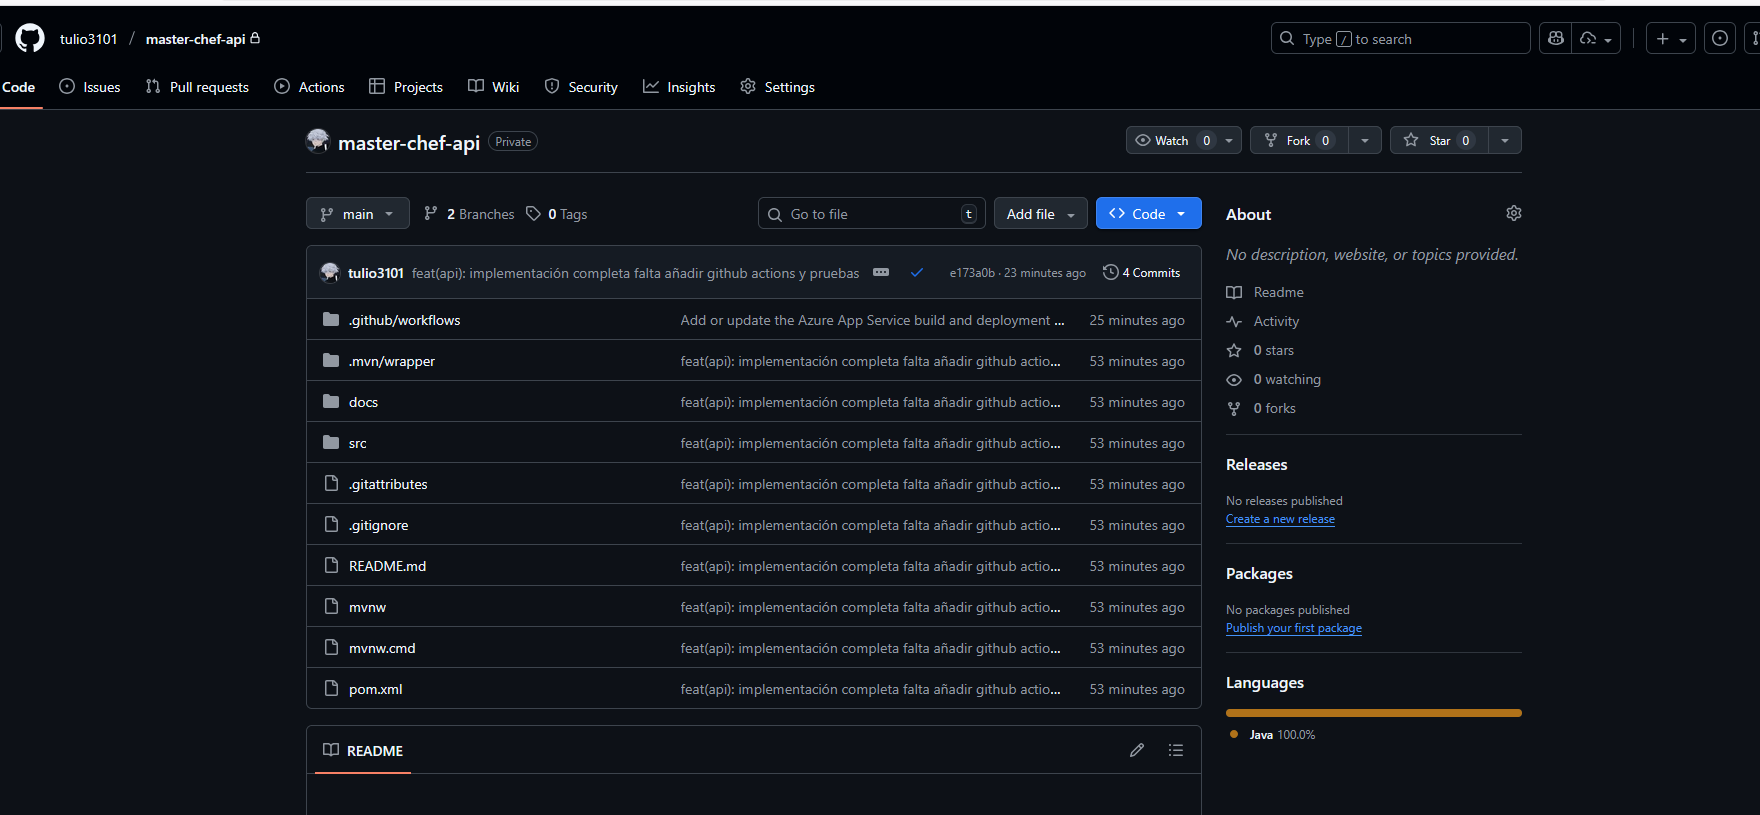 tulio3101 / master-chef-api
Type / to search
Code Issues Pull requests Actions Projects Wiki Security Insights Settings
master-chef-api Private
Watch 0 Fork 0 Star 0
main 2 Branches 0 Tags Go to file t Add file Code
tulio3101 feat(api): implementación completa falta añadir github actions y pruebas e173a0b · 23 minutes ago 4 Commits
.github/workflows Add or update the Azure App Service build and deployment ... 25 minutes ago
.mvn/wrapper feat(api): implementación completa falta añadir github actio... 53 minutes ago
docs feat(api): implementación completa falta añadir github actio... 53 minutes ago
src feat(api): implementación completa falta añadir github actio... 53 minutes ago
.gitattributes feat(api): implementación completa falta añadir github actio... 53 minutes ago
.gitignore feat(api): implementación completa falta añadir github actio... 53 minutes ago
README.md feat(api): implementación completa falta añadir github actio... 53 minutes ago
mvnw feat(api): implementación completa falta añadir github actio... 53 minutes ago
mvnw.cmd feat(api): implementación completa falta añadir github actio... 53 minutes ago
pom.xml feat(api): implementación completa falta añadir github actio... 53 minutes ago
README
About
No description, website, or topics provided.
Readme
Activity
0 stars
0 watching
0 forks
Releases
No releases published
Create a new release
Packages
No packages published
Publish your first package
Languages
Java 100.0%